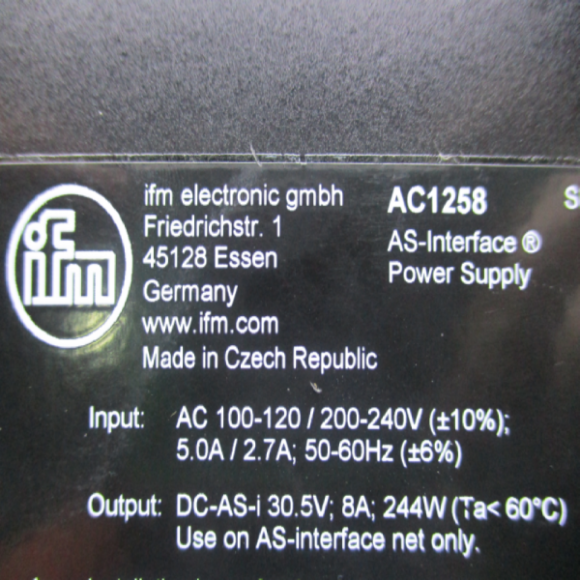 ifm electronic gmbh
Friedrichstr. 1
45128 Essen
Germany
www.ifm.com
Made in Czech Republic
AC1258
AS-Interface ®
Power Supply
ifm
Input: AC 100-120 / 200-240V (±10%);
5.0A / 2.7A; 50-60Hz (±6%)
Output: DC-AS-i 30.5V; 8A; 244W (Ta< 60°C)
Use on AS-interface net only.